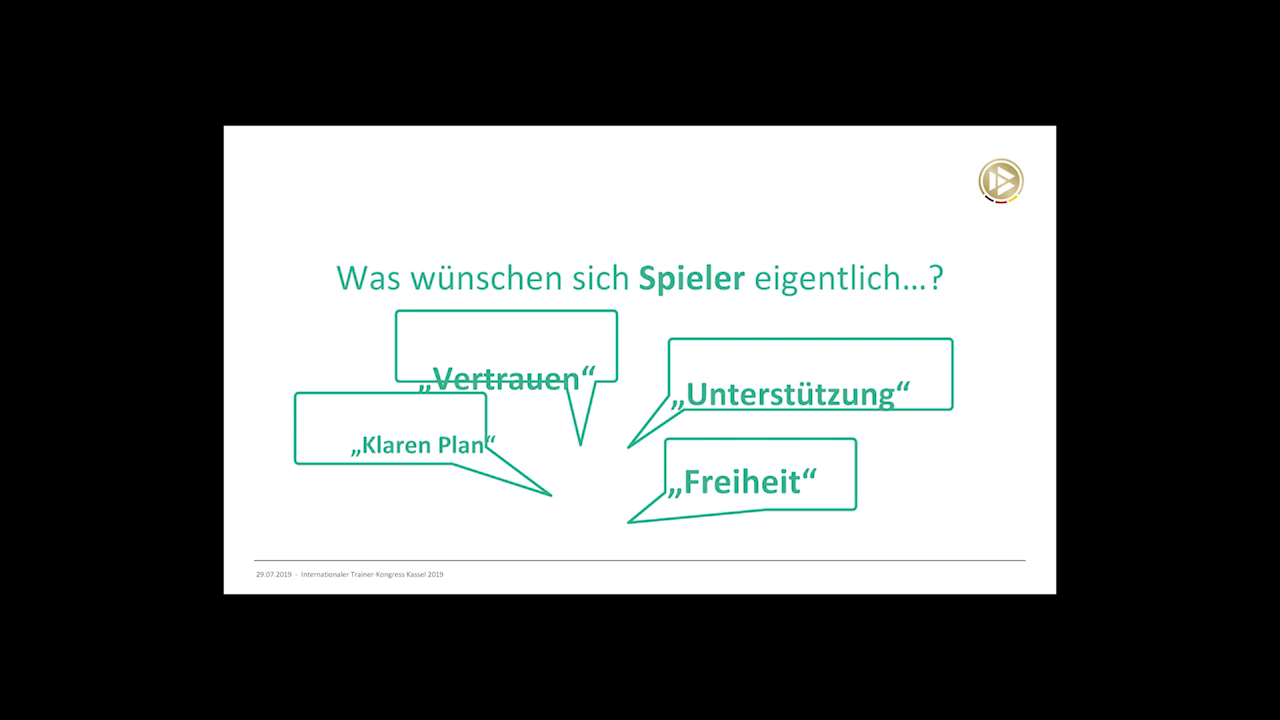 Was wünschen sich Spieler eigentlich...?
„Vertrauen“
„Unterstützung“
„Klaren Plan“
„Freiheit“
29.07.2019 - Internationaler Trainer-Kongress Kassel 2019